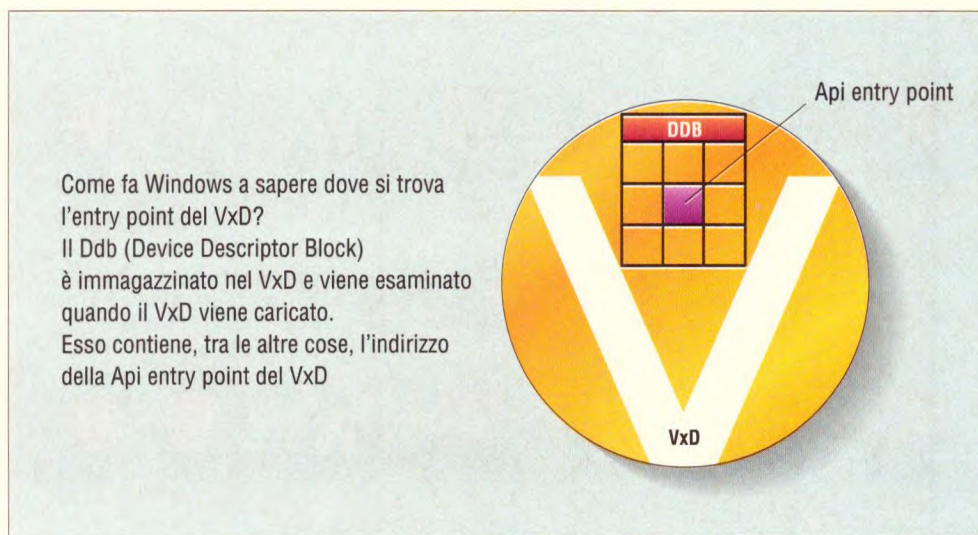 Come fa Windows a sapere dove si trova
l'entry point del VxD?
Il Ddb (Device Descriptor Block)
è immagazzinato nel VxD e viene esaminato
quando il VxD viene caricato.
Esso contiene, tra le altre cose, l'indirizzo
della Api entry point del VxD
Api entry point
DDB
VxD